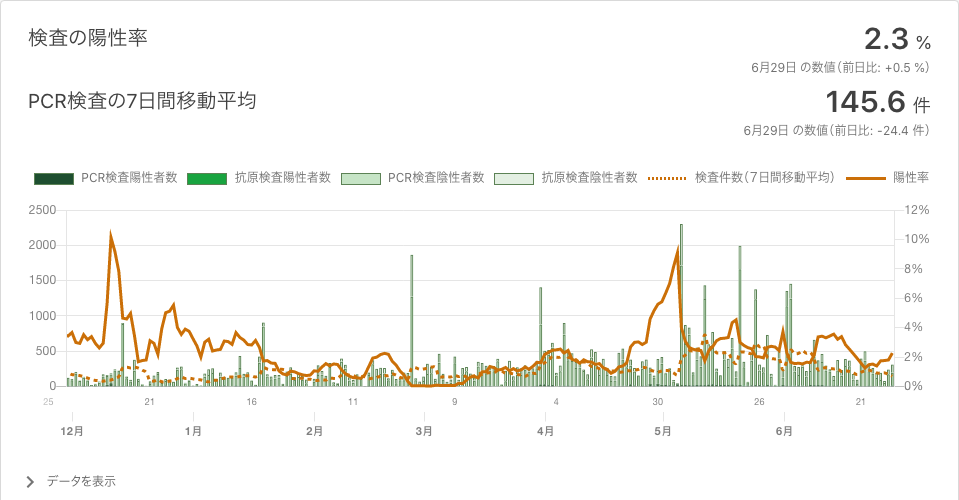 検査の陽性率
2.3 %
6月29日 の数値（前日比: +0.5 %）
PCR検査の7日間移動平均
145.6 件
6月29日 の数値（前日比: -24.4 件）
PCR検査陽性者数 抗原検査陽性者数 PCR検査陰性者数 抗原検査陰性者数 検査件数（7日間移動平均） 陽性率
2500 12%
2000 10%
1500 8%
1000 6%
500 4%
0 2%
0%
25 21 16 11 9 4 30 26 21
12月 1月 2月 3月 4月 5月 6月
データを表示